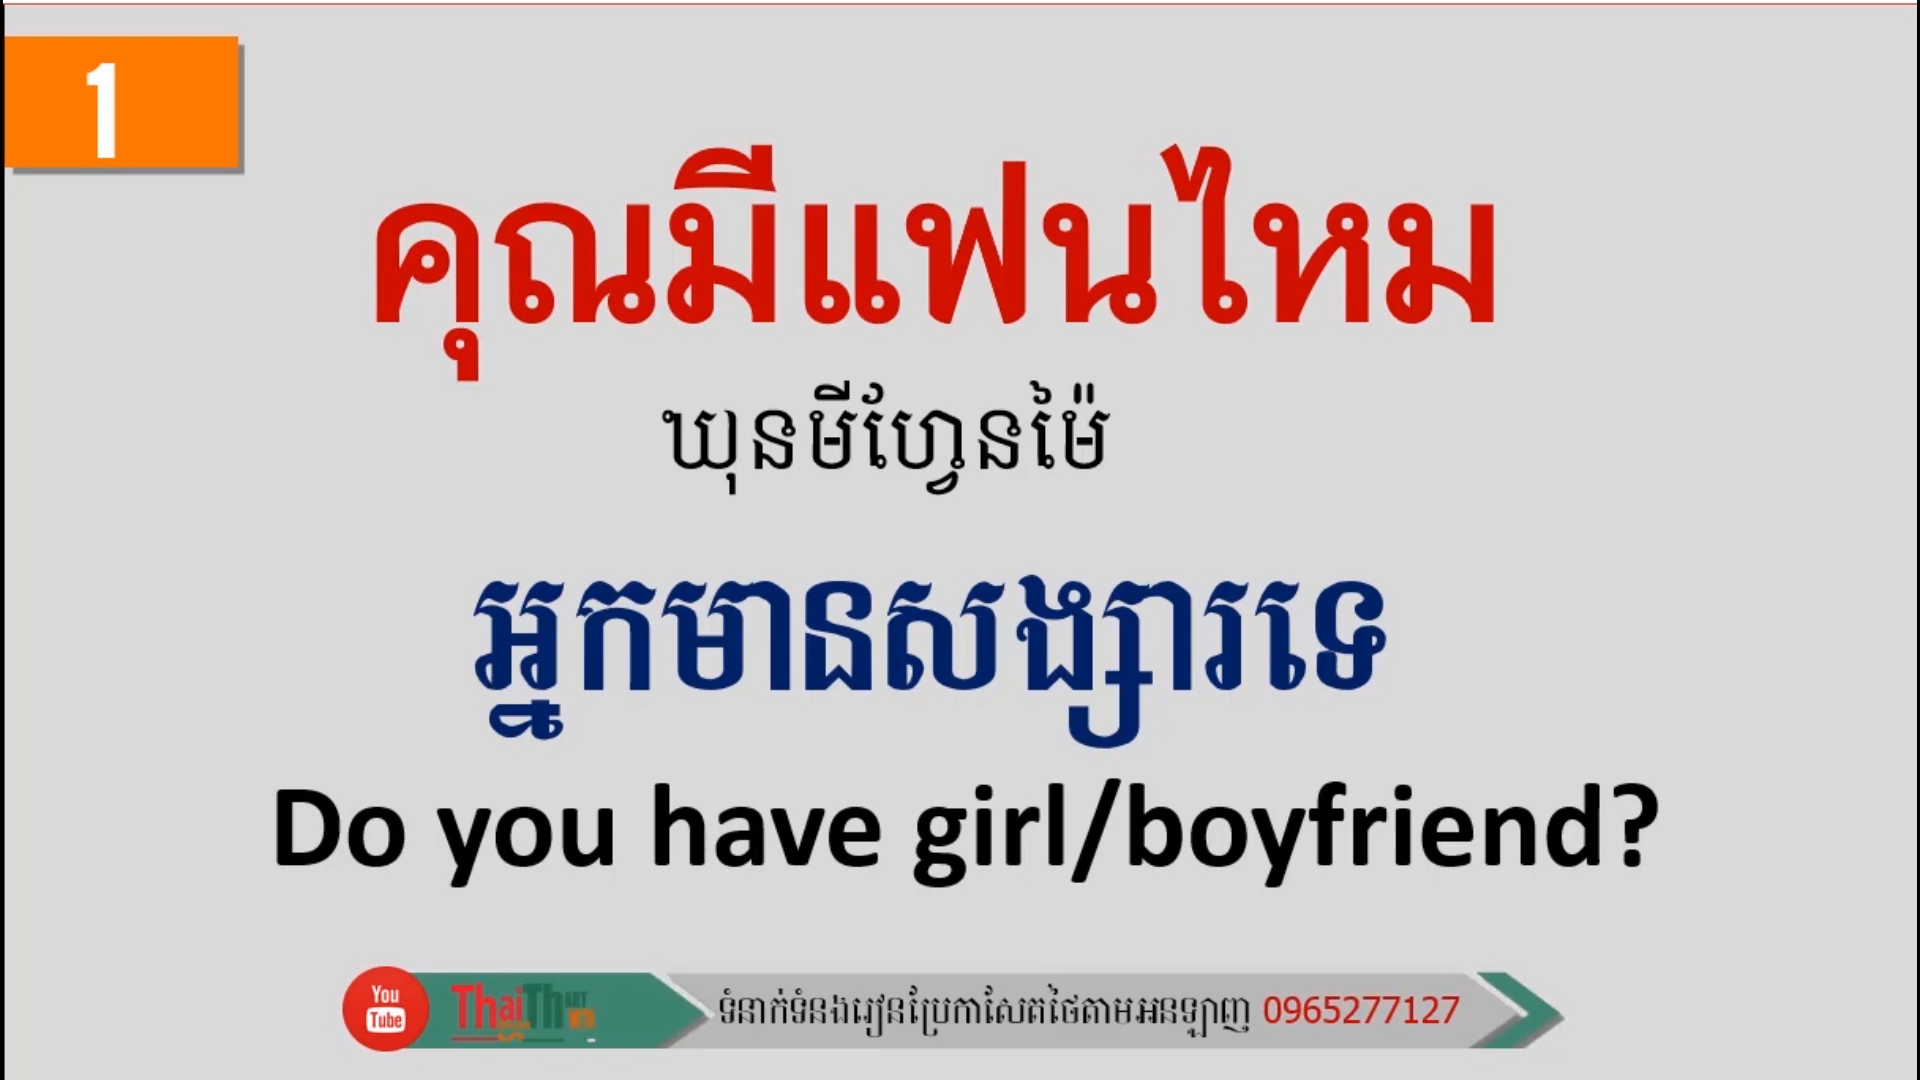 1
คุณมีแฟนไหม
ឃុនមីហ្វែនម៉ៃ
អ្នកមានសង្សារទេ
Do you have girl/boyfriend?
You
Tube
ទំនាក់ទំនងរៀនប្រែកាសែតថៃតាមអនឡាញ 0965277127